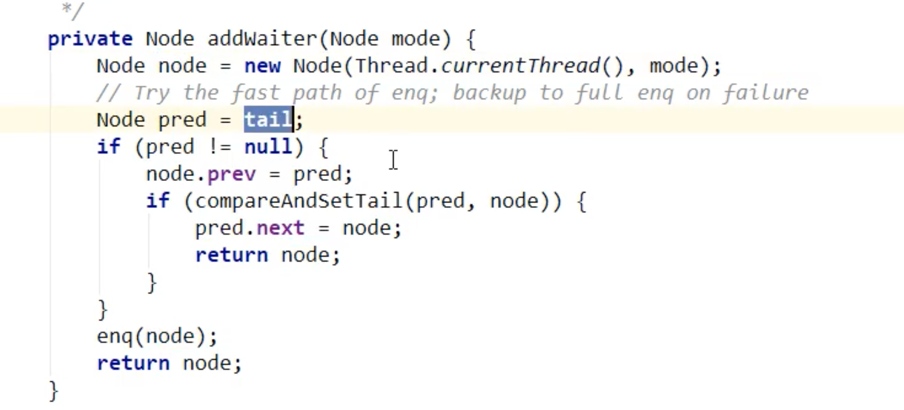 */
private Node addWaiter(Node mode) {
Node node = new Node(Thread.currentThread(), mode);
// Try the fast path of enq; backup to full enq on failure
Node pred = tail;
if (pred != null) {
node.prev = pred;
if (compareAndSetTail(pred, node)) {
pred.next = node;
return node;
}
}
enq(node);
return node;
}